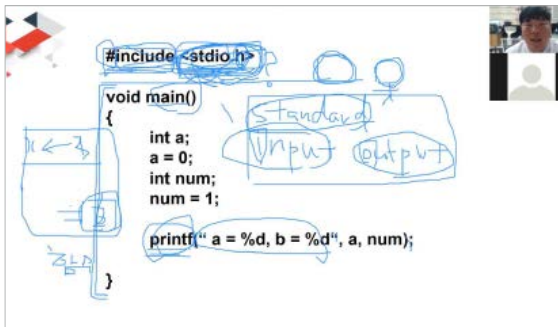 #include <stdio.h>
void main()
{
standard
input output
int a;
a = 0;
int num;
num = 1;
printf(“ a = %d, b = %d“, a, num);
}